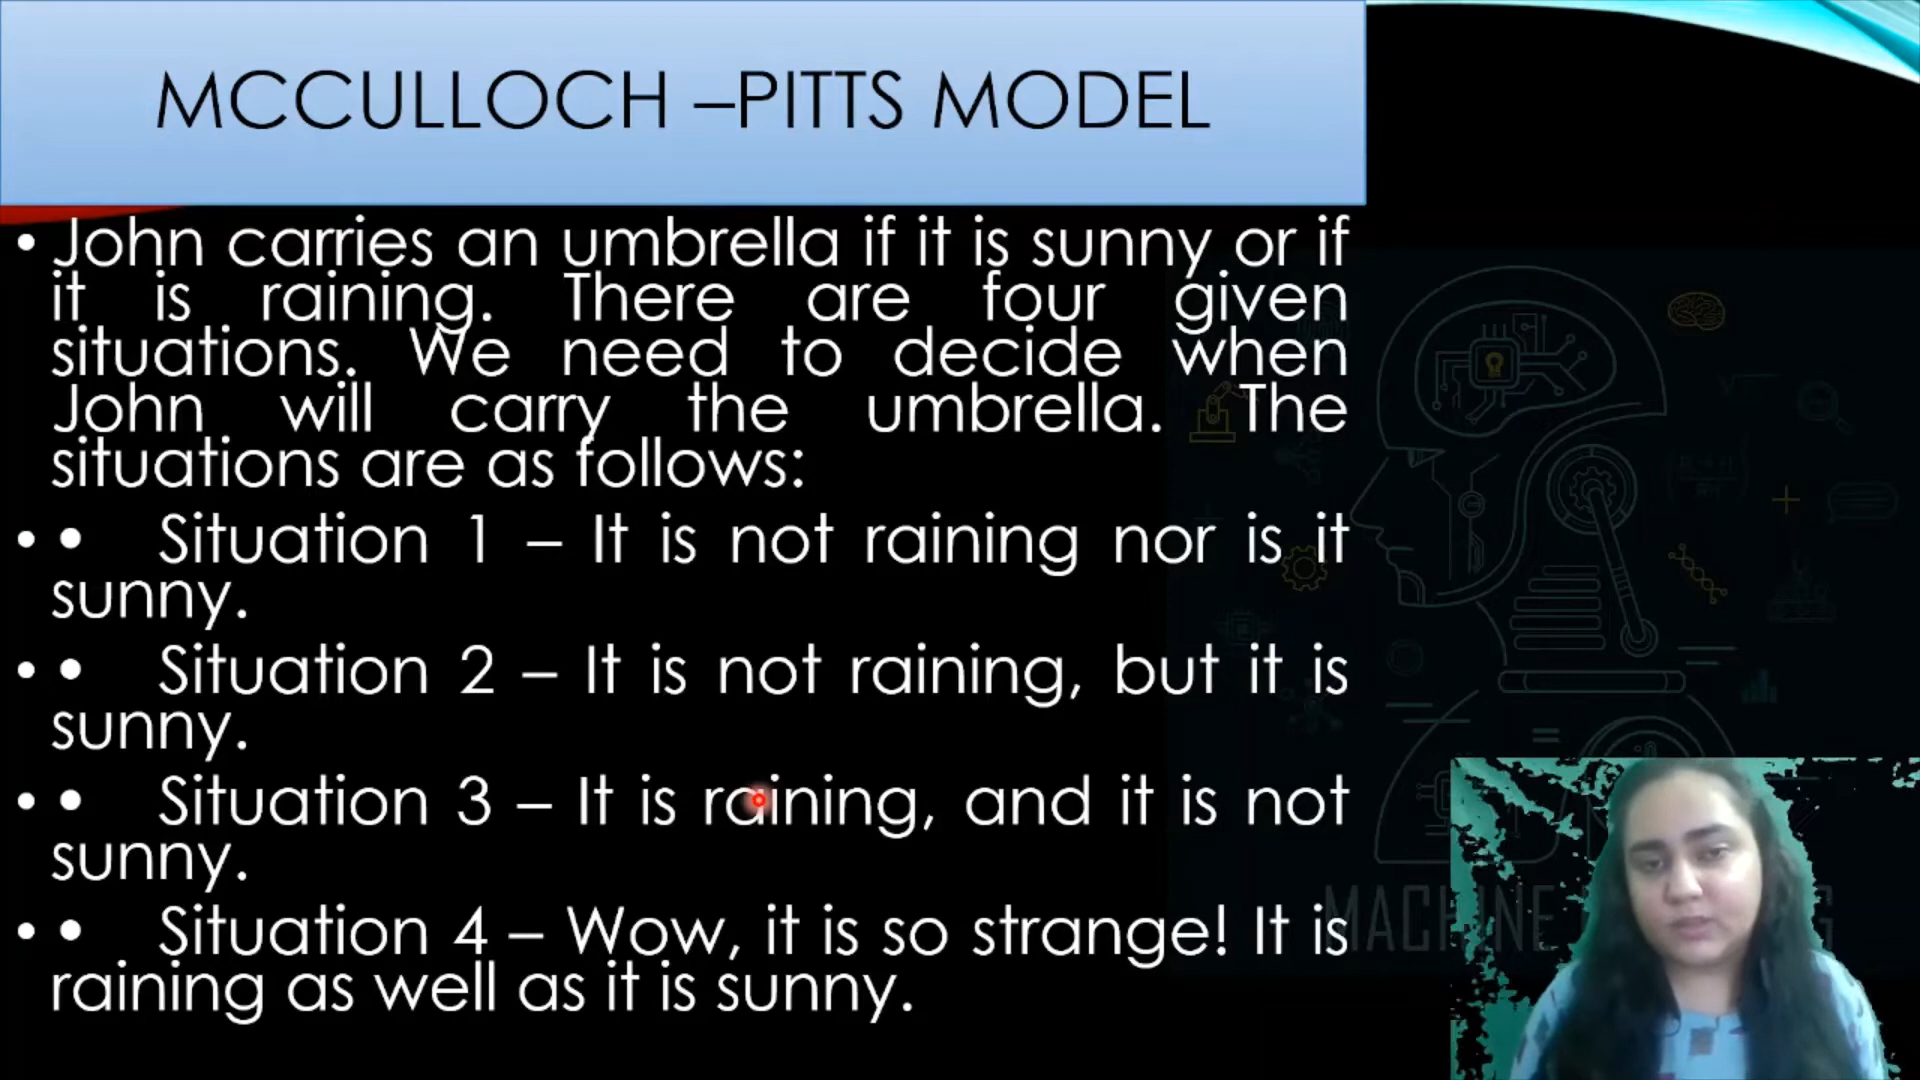 MCCULLOCH –PITTS MODEL
• John carries an umbrella if it is sunny or if
it is raining. There are four given
situations. We need to decide when
John will carry the umbrella. The
situations are as follows:
• • Situation 1 – It is not raining nor is it
sunny.
• • Situation 2 – It is not raining, but it is
sunny.
• • Situation 3 – It is raining, and it is not
sunny.
• • Situation 4 – Wow, it is so strange! It is
raining as well as it is sunny.